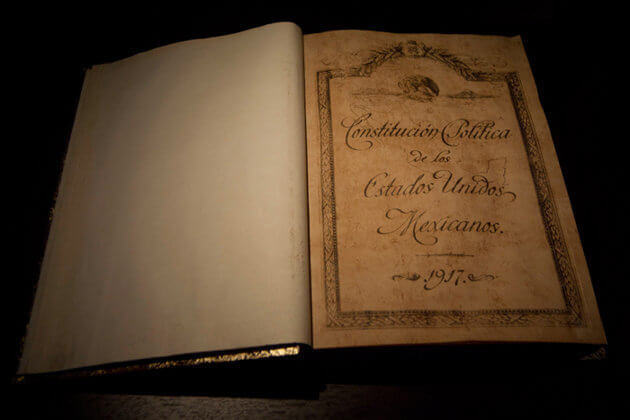 Constitución Política
de los
Estados Unidos
Mexicanos.
.1917.